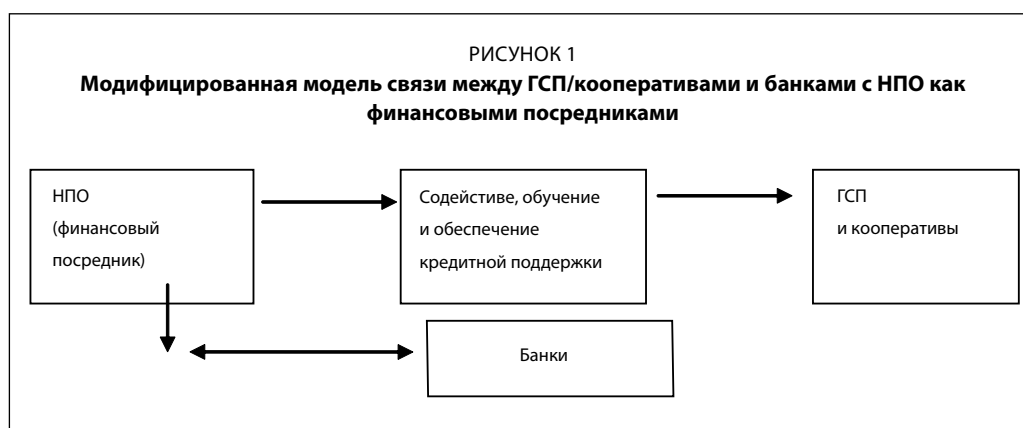 РИСУНОК 1
Модифицированная модель связи между ГСП/кооперативами и банками с НПО как
финансовыми посредниками
НПО
(финансовый
посредник)
Содейстиве, обучение
и обеспечение
кредитной поддержки
ГСП
и кооперативы
Банки